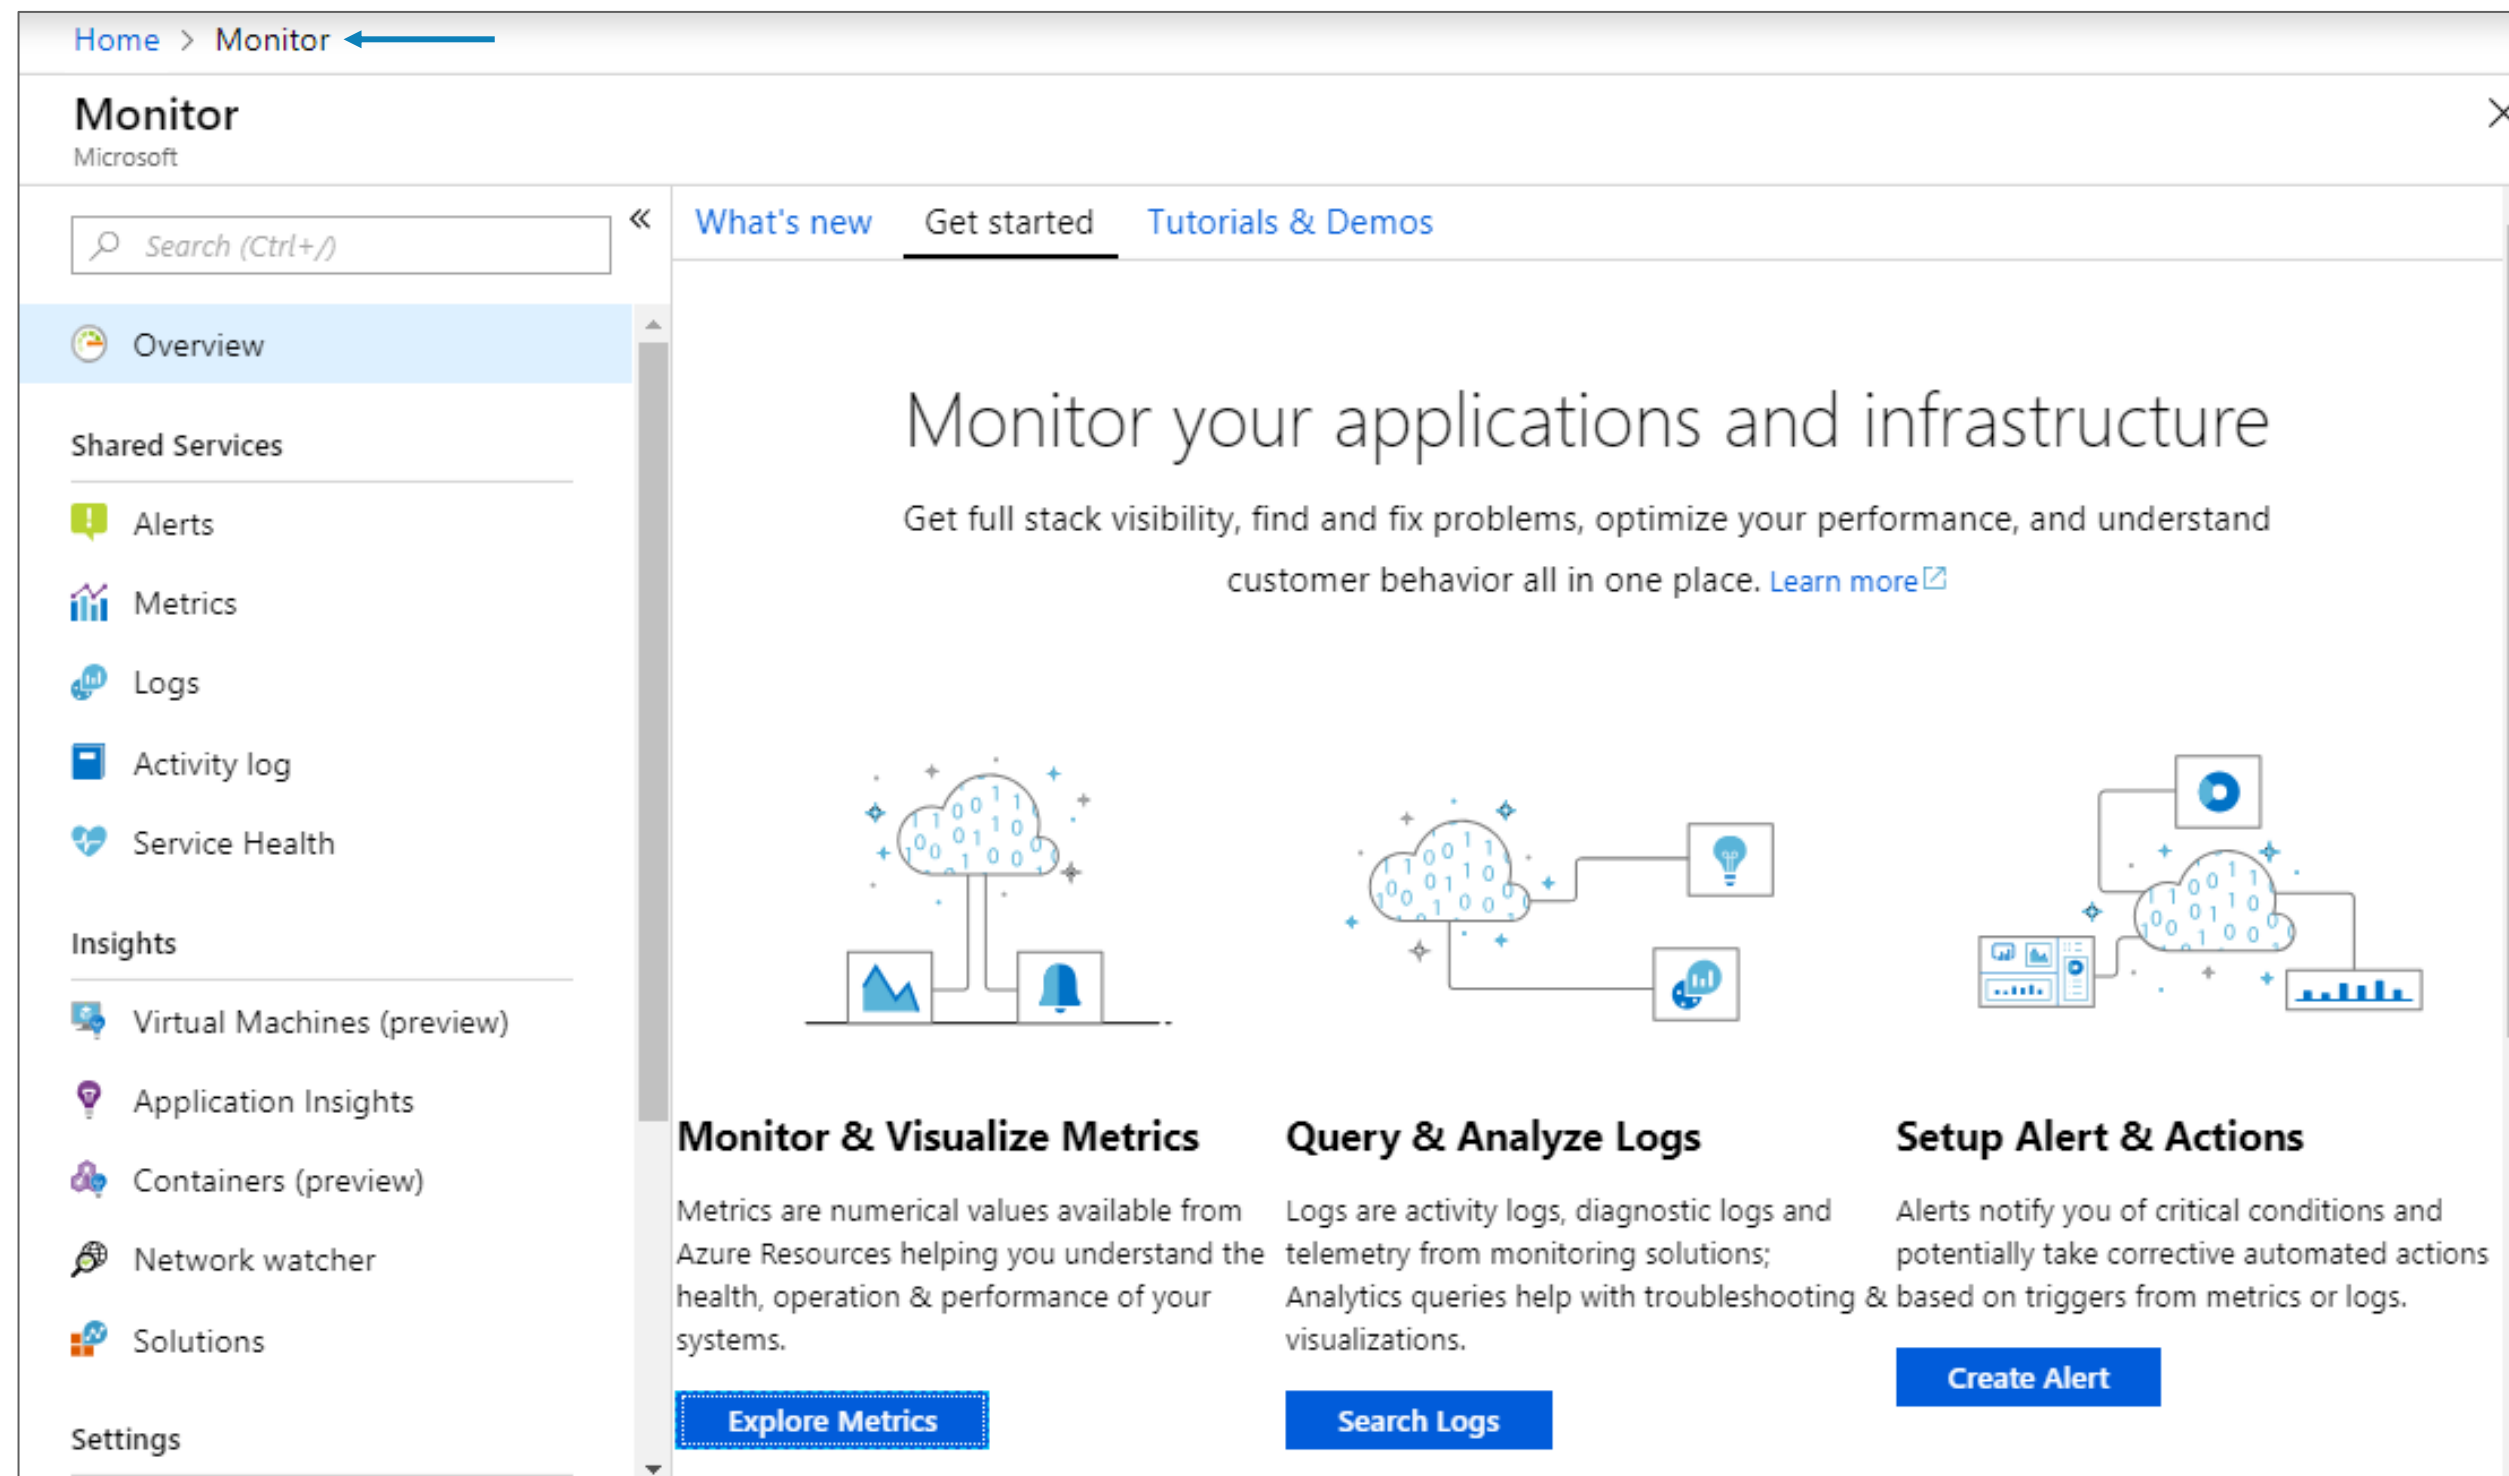 Home > Monitor
Monitor
Microsoft
Search (Ctrl+/)
Overview
Shared Services
Alerts
Metrics
Logs
Activity log
Service Health
Insights
Virtual Machines (preview)
Application Insights
Containers (preview)
Network watcher
Solutions
Settings
What's new Get started Tutorials & Demos
Monitor your applications and infrastructure
Get full stack visibility, find and fix problems, optimize your performance, and understand
customer behavior all in one place. Learn more
Monitor & Visualize Metrics
Metrics are numerical values available from
Azure Resources helping you understand the
health, operation & performance of your
systems.
Explore Metrics
Query & Analyze Logs
Logs are activity logs, diagnostic logs and
telemetry from monitoring solutions;
Analytics queries help with troubleshooting &
visualizations.
Search Logs
Setup Alert & Actions
Alerts notify you of critical conditions and
potentially take corrective automated actions
based on triggers from metrics or logs.
Create Alert